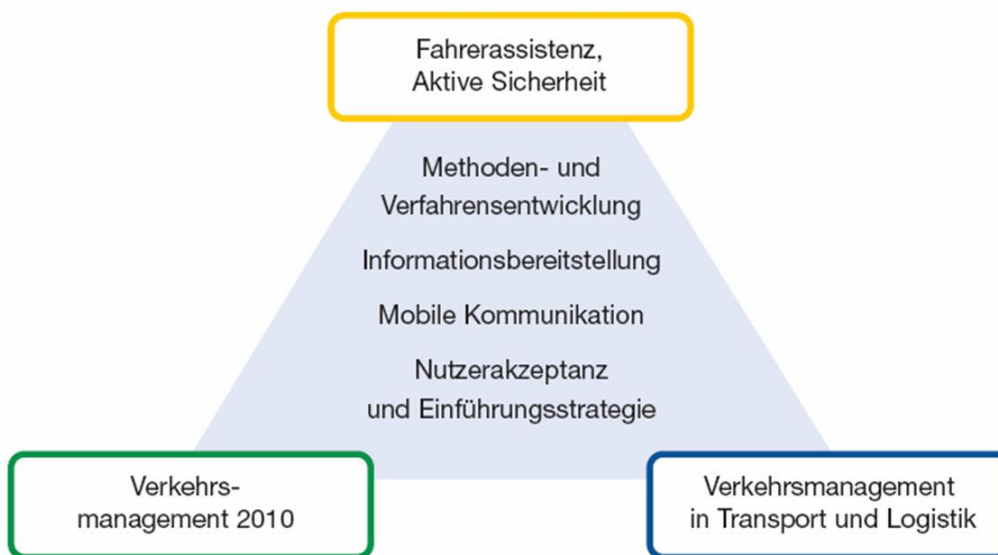 Fahrerassistenz,
Aktive Sicherheit
Methoden- und
Verfahrensentwicklung
Informationsbereitstellung
Mobile Kommunikation
Nutzerakzeptanz
und Einführungsstrategie
Verkehrs-
management 2010
Verkehrsmanagement
in Transport und Logistik